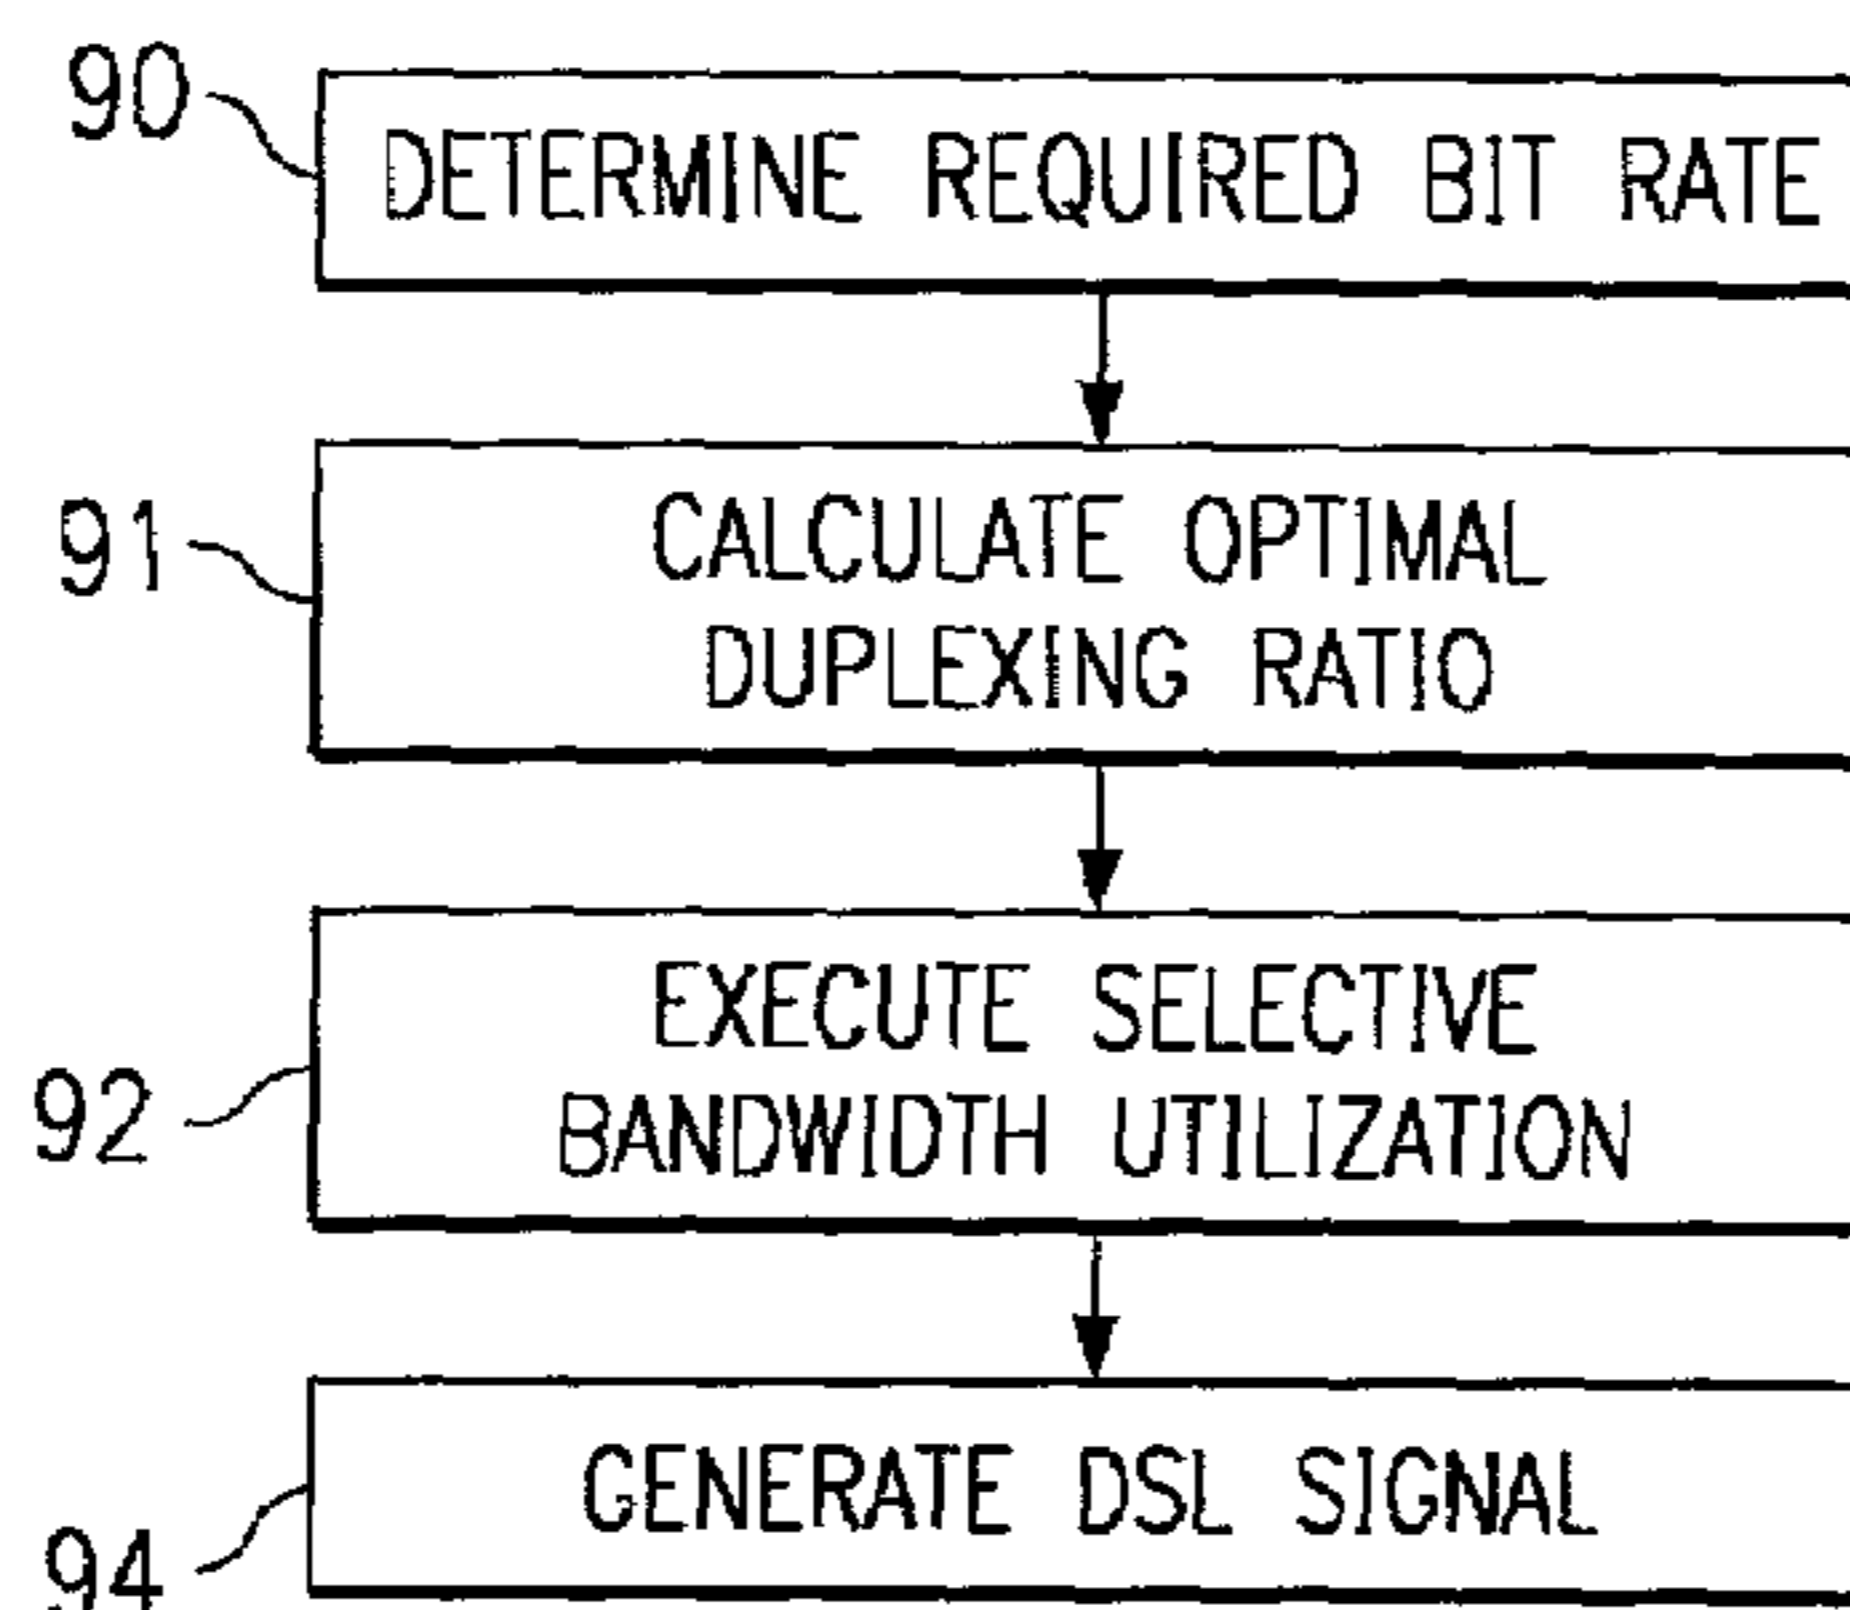 90
DETERMINE REQUIRED BIT RATE
91
CALCULATE OPTIMAL
DUPLEXING RATIO
92
EXECUTE SELECTIVE
BANDWIDTH UTILIZATION
94
GENERATE DSL SIGNAL